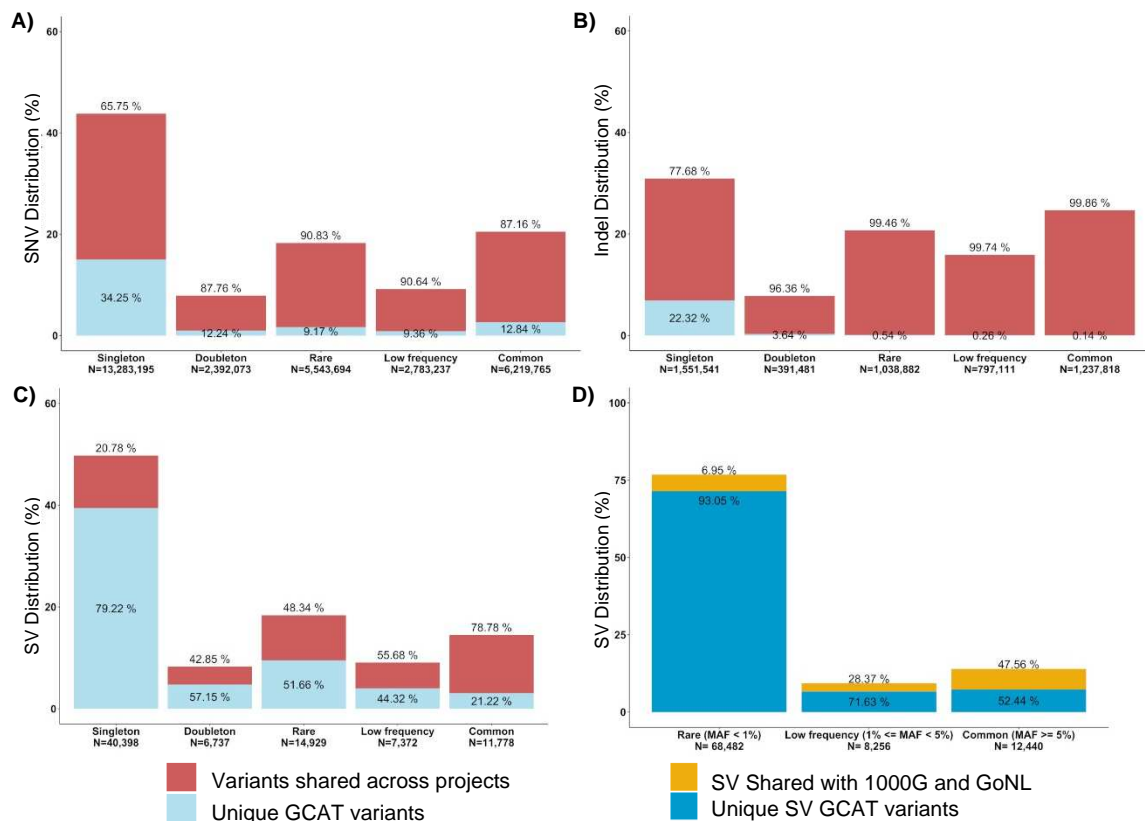 A)
SNV Distribution (%)
60
40
20
0
65.75 %
34.25 %
87.76 %
12.24 %
90.83 %
9.17 %
90.64 %
9.36 %
87.16 %
12.84 %
Singleton Doubleton Rare Low frequency Common
N=13,283,195 N=2,392,073 N=5,543,694 N=2,783,237 N=6,219,765
B)
Indel Distribution (%)
60
40
20
0
77.68 %
22.32 %
96.36 %
3.64 %
99.46 %
0.54 %
99.74 %
0.26 %
99.86 %
0.14 %
Singleton Doubleton Rare Low frequency Common
N=1,551,541 N=391,481 N=1,038,882 N=797,111 N=1,237,818
C)
SV Distribution (%)
60
40
20
0
20.78 %
79.22 %
42.85 %
57.15 %
48.34 %
51.66 %
55.68 %
44.32 %
78.78 %
21.22 %
Singleton Doubleton Rare Low frequency Common
N=40,398 N=6,737 N=14,929 N=7,372 N=11,778
Variants shared across projects
Unique GCAT variants
D)
SV Distribution (%)
100
75
50
25
0
6.95 %
93.05 %
28.37 %
71.63 %
47.56 %
52.44 %
Rare (MAF < 1%) Low frequency (1% <= MAF < 5%) Common (MAF >= 5%)
N= 68,482 N= 8,256 N= 12,440
SV Shared with 1000G and GoNL
Unique SV GCAT variants